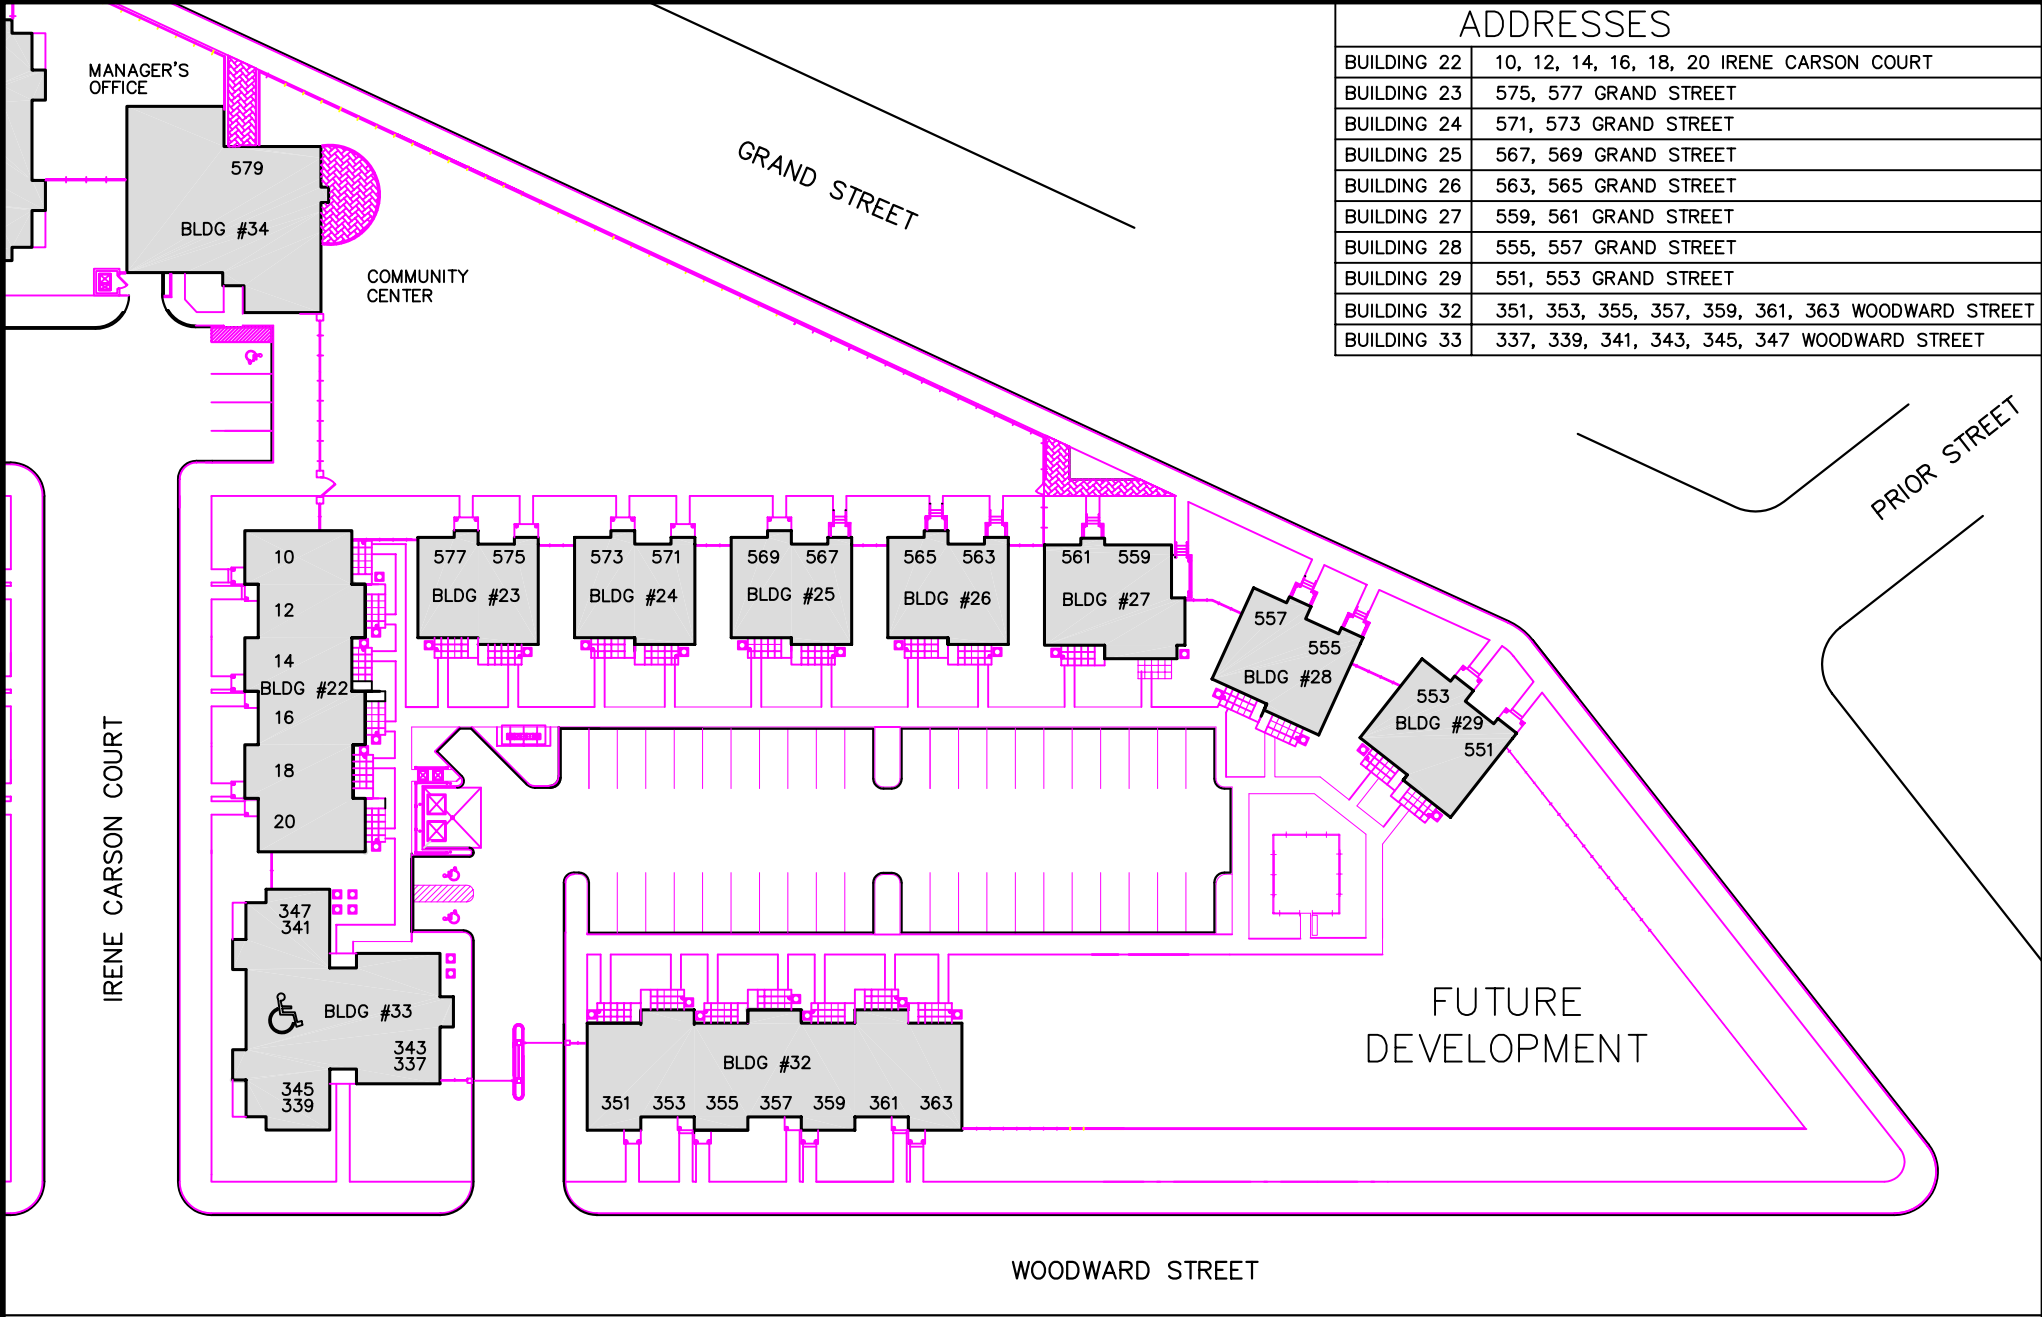 ADDRESSES
BUILDING 22 10, 12, 14, 16, 18, 20 IRENE CARSON COURT
BUILDING 23 575, 577 GRAND STREET
BUILDING 24 571, 573 GRAND STREET
BUILDING 25 567, 569 GRAND STREET
BUILDING 26 563, 565 GRAND STREET
BUILDING 27 559, 561 GRAND STREET
BUILDING 28 555, 557 GRAND STREET
BUILDING 29 551, 553 GRAND STREET
BUILDING 32 351, 353, 355, 357, 359, 361, 363 WOODWARD STREET
BUILDING 33 337, 339, 341, 343, 345, 347 WOODWARD STREET
MANAGER'S
OFFICE
579
BLDG #34
COMMUNITY
CENTER
GRAND STREET
PRIOR STREET
10
12
14
BLDG #22
16
18
20
577 575
BLDG #23
573 571
BLDG #24
569 567
BLDG #25
565 563
BLDG #26
561 559
BLDG #27
557
555
BLDG #28
553
BLDG #29
551
IRENE CARSON COURT
347
341
BLDG #33
343
337
345
339
BLDG #32
351 353 355 357 359 361 363
FUTURE
DEVELOPMENT
WOODWARD STREET